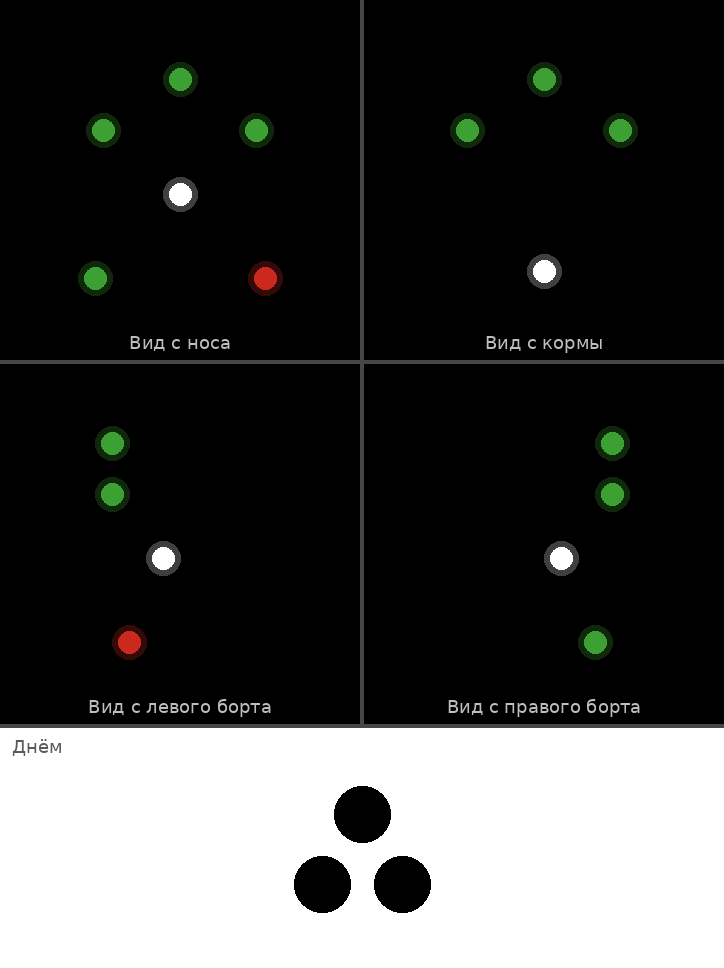 Вид с носа
Вид с кормы
Вид с левого борта
Вид с правого борта
Днём